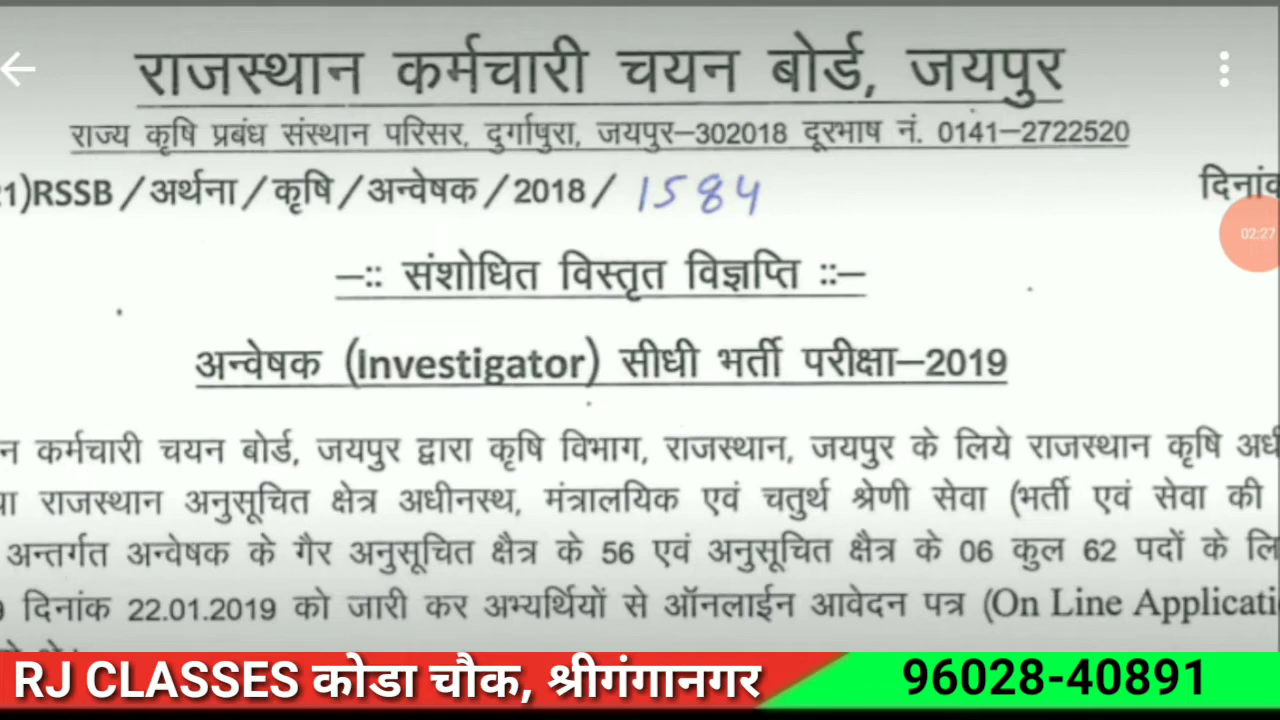 राजस्थान कर्मचारी चयन बोर्ड, जयपुर
राज्य कृषि प्रबंध संस्थान परिसर, दुर्गापुरा, जयपुर–302018 दूरभाष नं. 0141–2722520
1)RSSB/अर्थना/कृषि/अन्वेषक/2018/ 1584 दिनांक
02:27
–:: संशोधित विस्तृत विज्ञप्ति ::–
अन्वेषक (Investigator) सीधी भर्ती परीक्षा–2019
न कर्मचारी चयन बोर्ड, जयपुर द्वारा कृषि विभाग, राजस्थान, जयपुर के लिये राजस्थान कृषि अधी
राजस्थान अनुसूचित क्षेत्र अधीनस्थ, मंत्रालयिक एवं चतुर्थ श्रेणी सेवा (भर्ती एवं सेवा की
अन्तर्गत अन्वेषक के गैर अनुसूचित क्षैत्र के 56 एवं अनुसूचित क्षैत्र के 06 कुल 62 पदों के लि
दिनांक 22.01.2019 को जारी कर अभ्यर्थियों से ऑनलाईन आवेदन पत्र (On Line Applicati
RJ CLASSES कोडा चौक, श्रीगंगानगर 96028-40891